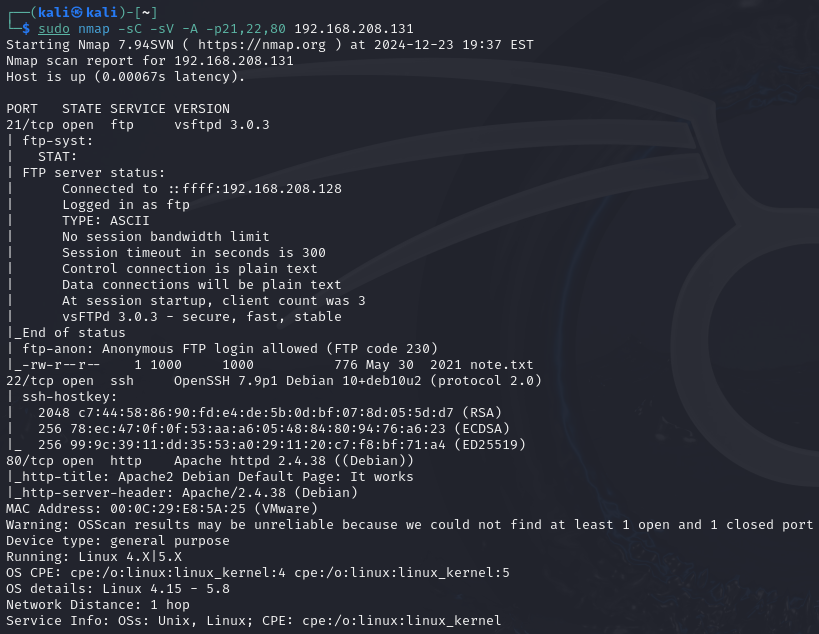 ┌──(kali㉿kali)-[~]
└─$ sudo nmap -sC -sV -A -p21,22,80 192.168.208.131
Starting Nmap 7.94SVN ( https://nmap.org ) at 2024-12-23 19:37 EST
Nmap scan report for 192.168.208.131
Host is up (0.00067s latency).

PORT   STATE SERVICE VERSION
21/tcp open  ftp     vsftpd 3.0.3
| ftp-syst:
|   STAT:
| FTP server status:
|      Connected to ::ffff:192.168.208.128
|      Logged in as ftp
|      TYPE: ASCII
|      No session bandwidth limit
|      Session timeout in seconds is 300
|      Control connection is plain text
|      Data connections will be plain text
|      At session startup, client count was 3
|      vsFTPd 3.0.3 - secure, fast, stable
|_End of status
| ftp-anon: Anonymous FTP login allowed (FTP code 230)
|_-rw-r--r--    1 1000     1000          776 May 30  2021 note.txt
22/tcp open  ssh     OpenSSH 7.9p1 Debian 10+deb10u2 (protocol 2.0)
| ssh-hostkey:
|   2048 c7:44:58:86:90:fd:e4:de:5b:0d:bf:07:8d:05:5d:d7 (RSA)
|   256 78:ec:47:0f:0f:53:aa:a6:05:48:84:80:94:76:a6:23 (ECDSA)
|_  256 99:9c:39:11:dd:35:53:a0:29:11:20:c7:f8:bf:71:a4 (ED25519)
80/tcp open  http    Apache httpd 2.4.38 ((Debian))
|_http-title: Apache2 Debian Default Page: It works
|_http-server-header: Apache/2.4.38 (Debian)
MAC Address: 00:0C:29:E8:5A:25 (VMware)
Warning: OSScan results may be unreliable because we could not find at least 1 open and 1 closed port
Device type: general purpose
Running: Linux 4.X|5.X
OS CPE: cpe:/o:linux:linux_kernel:4 cpe:/o:linux:linux_kernel:5
OS details: Linux 4.15 - 5.8
Network Distance: 1 hop
Service Info: OSs: Unix, Linux; CPE: cpe:/o:linux:linux_kernel